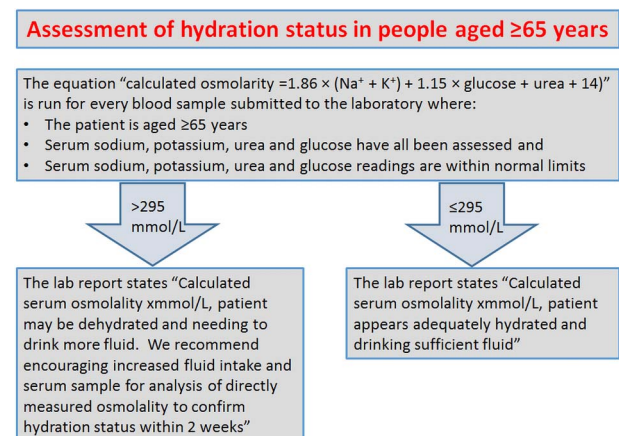 Assessment of hydration status in people aged ≥65 years
The equation “calculated osmolarity =1.86 × (Na⁺ + K⁺) + 1.15 × glucose + urea + 14)”
is run for every blood sample submitted to the laboratory where:
• The patient is aged ≥65 years
• Serum sodium, potassium, urea and glucose have all been assessed and
• Serum sodium, potassium, urea and glucose readings are within normal limits
>295
mmol/L
≤295
mmol/L
The lab report states “Calculated
serum osmolality xmmol/L, patient
may be dehydrated and needing to
drink more fluid.  We recommend
encouraging increased fluid intake and
serum sample for analysis of directly
measured osmolality to confirm
hydration status within 2 weeks”
The lab report states “Calculated
serum osmolality xmmol/L, patient
appears adequately hydrated and
drinking sufficient fluid”